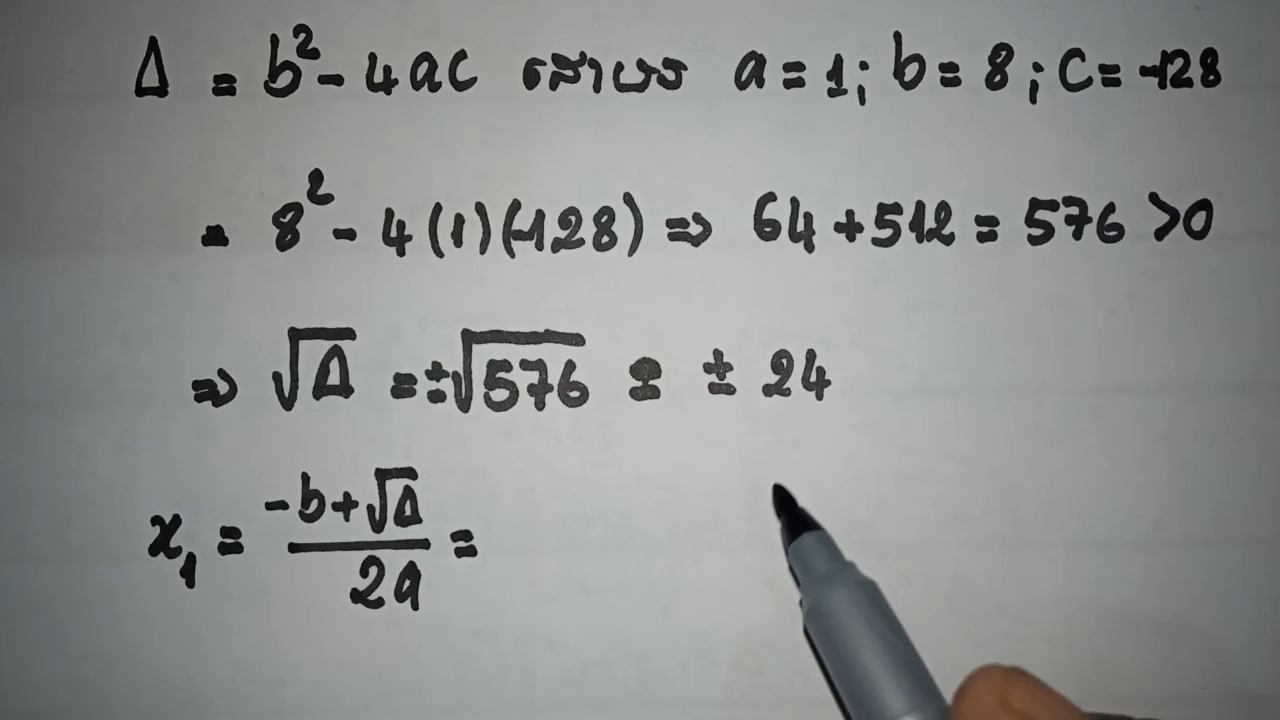 Δ = b² - 4ac ដោយ a = 1; b = 8; c = -128
= 8² - 4(1)(-128) ⇒ 64 + 512 = 576 > 0
⇒ √Δ = ±√576 = ± 24
x₁ = (-b+√Δ)/2a =